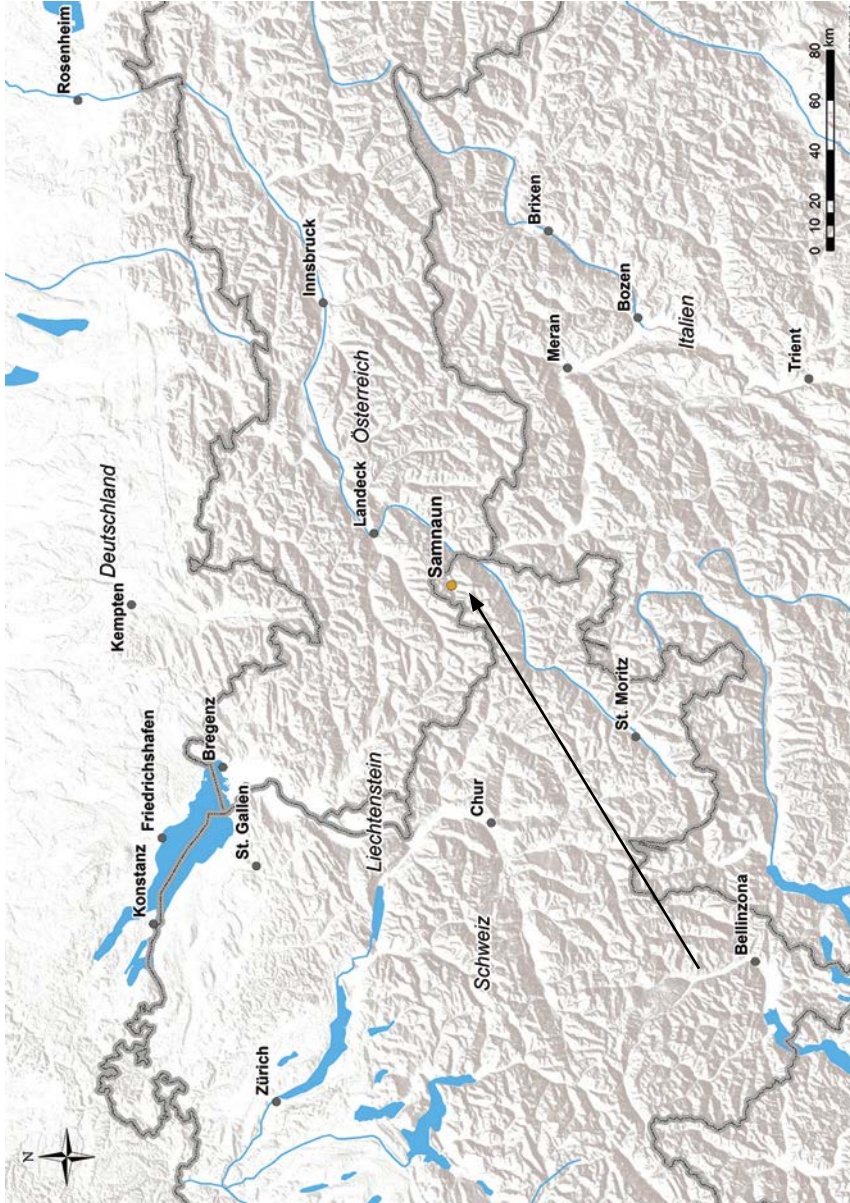 N
Rosenheim
Deutschland
Kempten
Konstanz
Friedrichshafen
Bregenz
St. Gallen
Zürich
Innsbruck
Österreich
Landeck
Liechtenstein
Samnaun
Chur
Schweiz
Brixen
Meran
St. Moritz
Bozen
Italien
Bellinzona
Trient
0 10 20 40 60 80 km